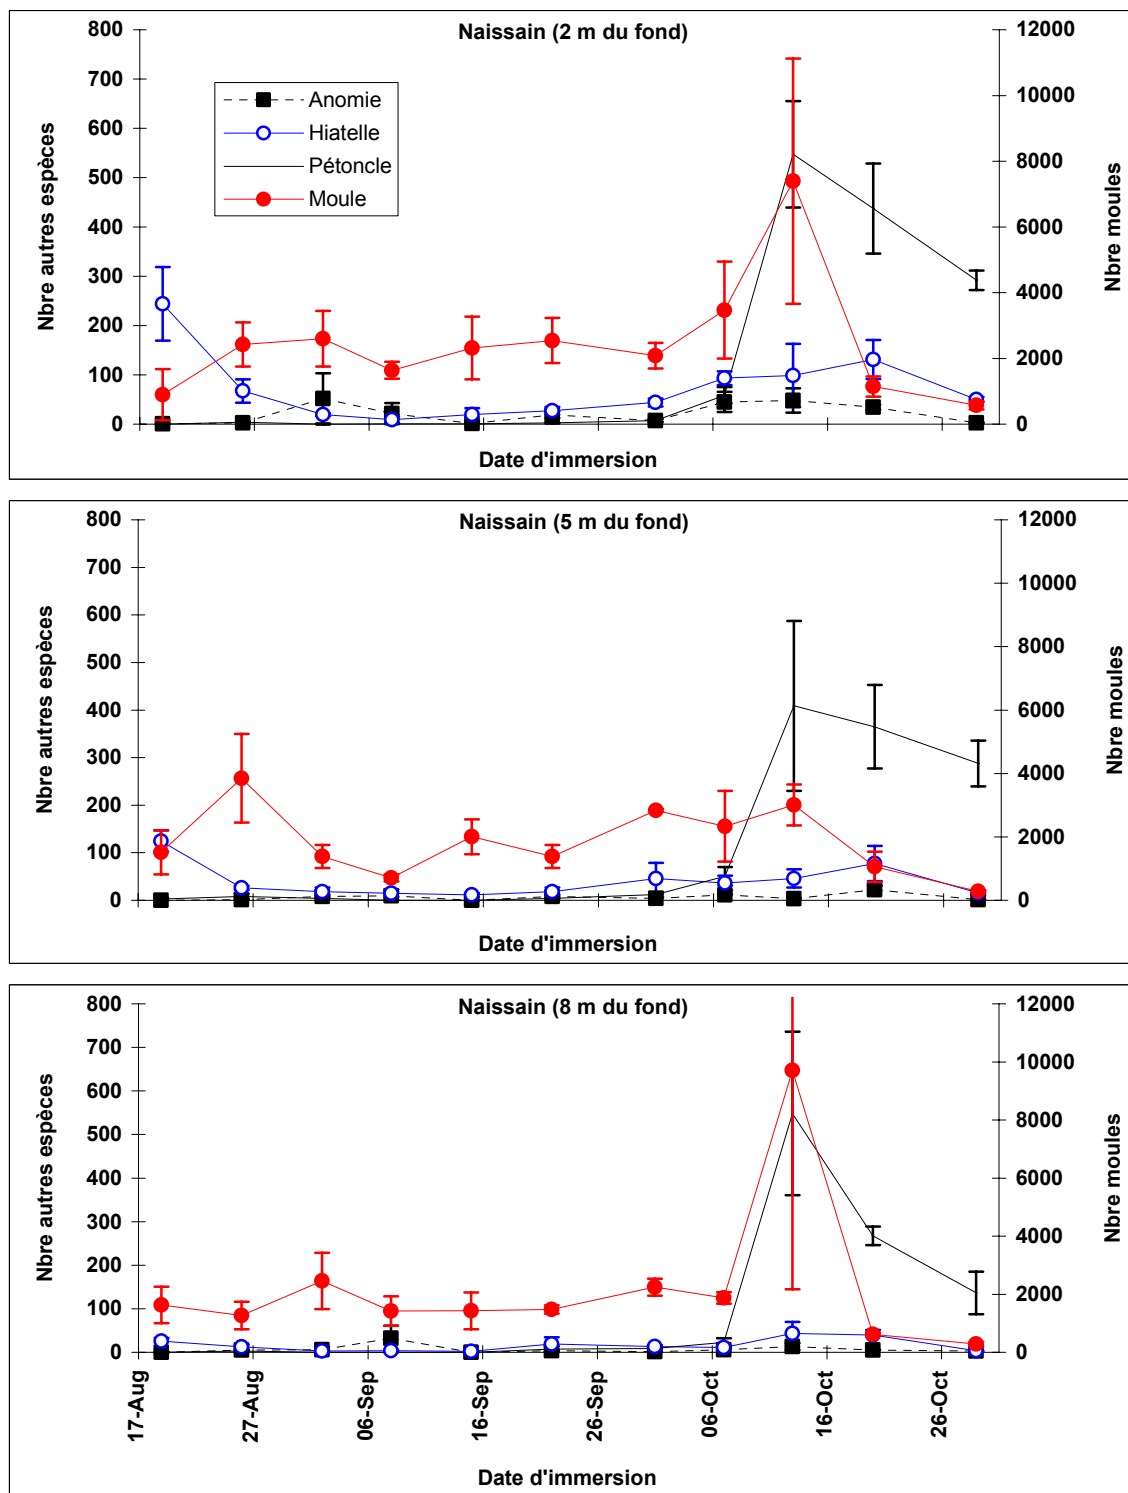 Naissain (2 m du fond)
Nbre autres espèces
Nbre moules
800
700
600
500
400
300
200
100
0
12000
10000
8000
6000
4000
2000
0
Anomie
Hiatelle
Pétoncle
Moule
Date d'immersion
Naissain (5 m du fond)
Nbre autres espèces
Nbre moules
800
700
600
500
400
300
200
100
0
12000
10000
8000
6000
4000
2000
0
Date d'immersion
Naissain (8 m du fond)
Nbre autres espèces
Nbre moules
800
700
600
500
400
300
200
100
0
12000
10000
8000
6000
4000
2000
0
17-Aug
27-Aug
06-Sep
16-Sep
26-Sep
06-Oct
16-Oct
26-Oct
Date d'immersion